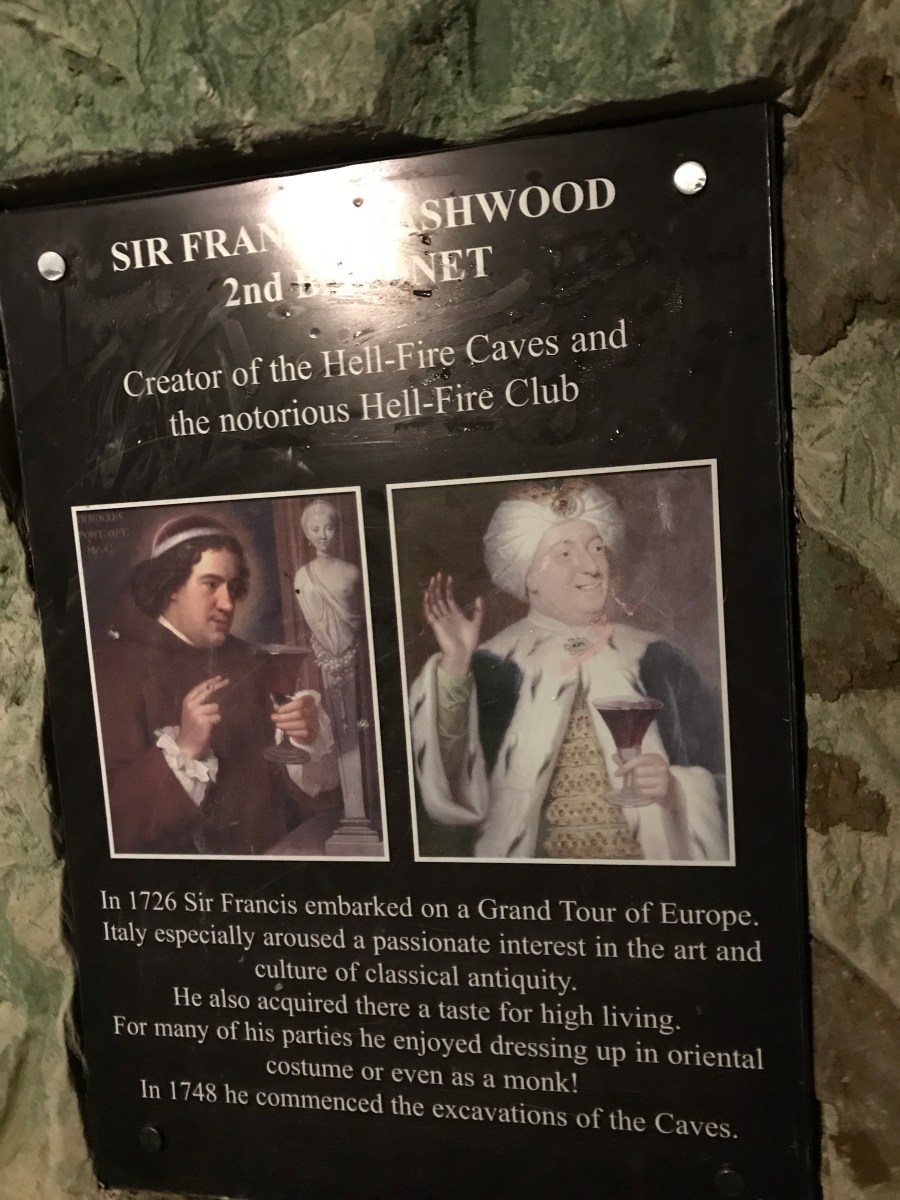 SIR FRAN ASHWOOD
2nd B NET
Creator of the Hell-Fire Caves and
the notorious Hell-Fire Club
In 1726 Sir Francis embarked on a Grand Tour of Europe.
Italy especially aroused a passionate interest in the art and
culture of classical antiquity.
He also acquired there a taste for high living.
For many of his parties he enjoyed dressing up in oriental
costume or even as a monk!
In 1748 he commenced the excavations of the Caves.